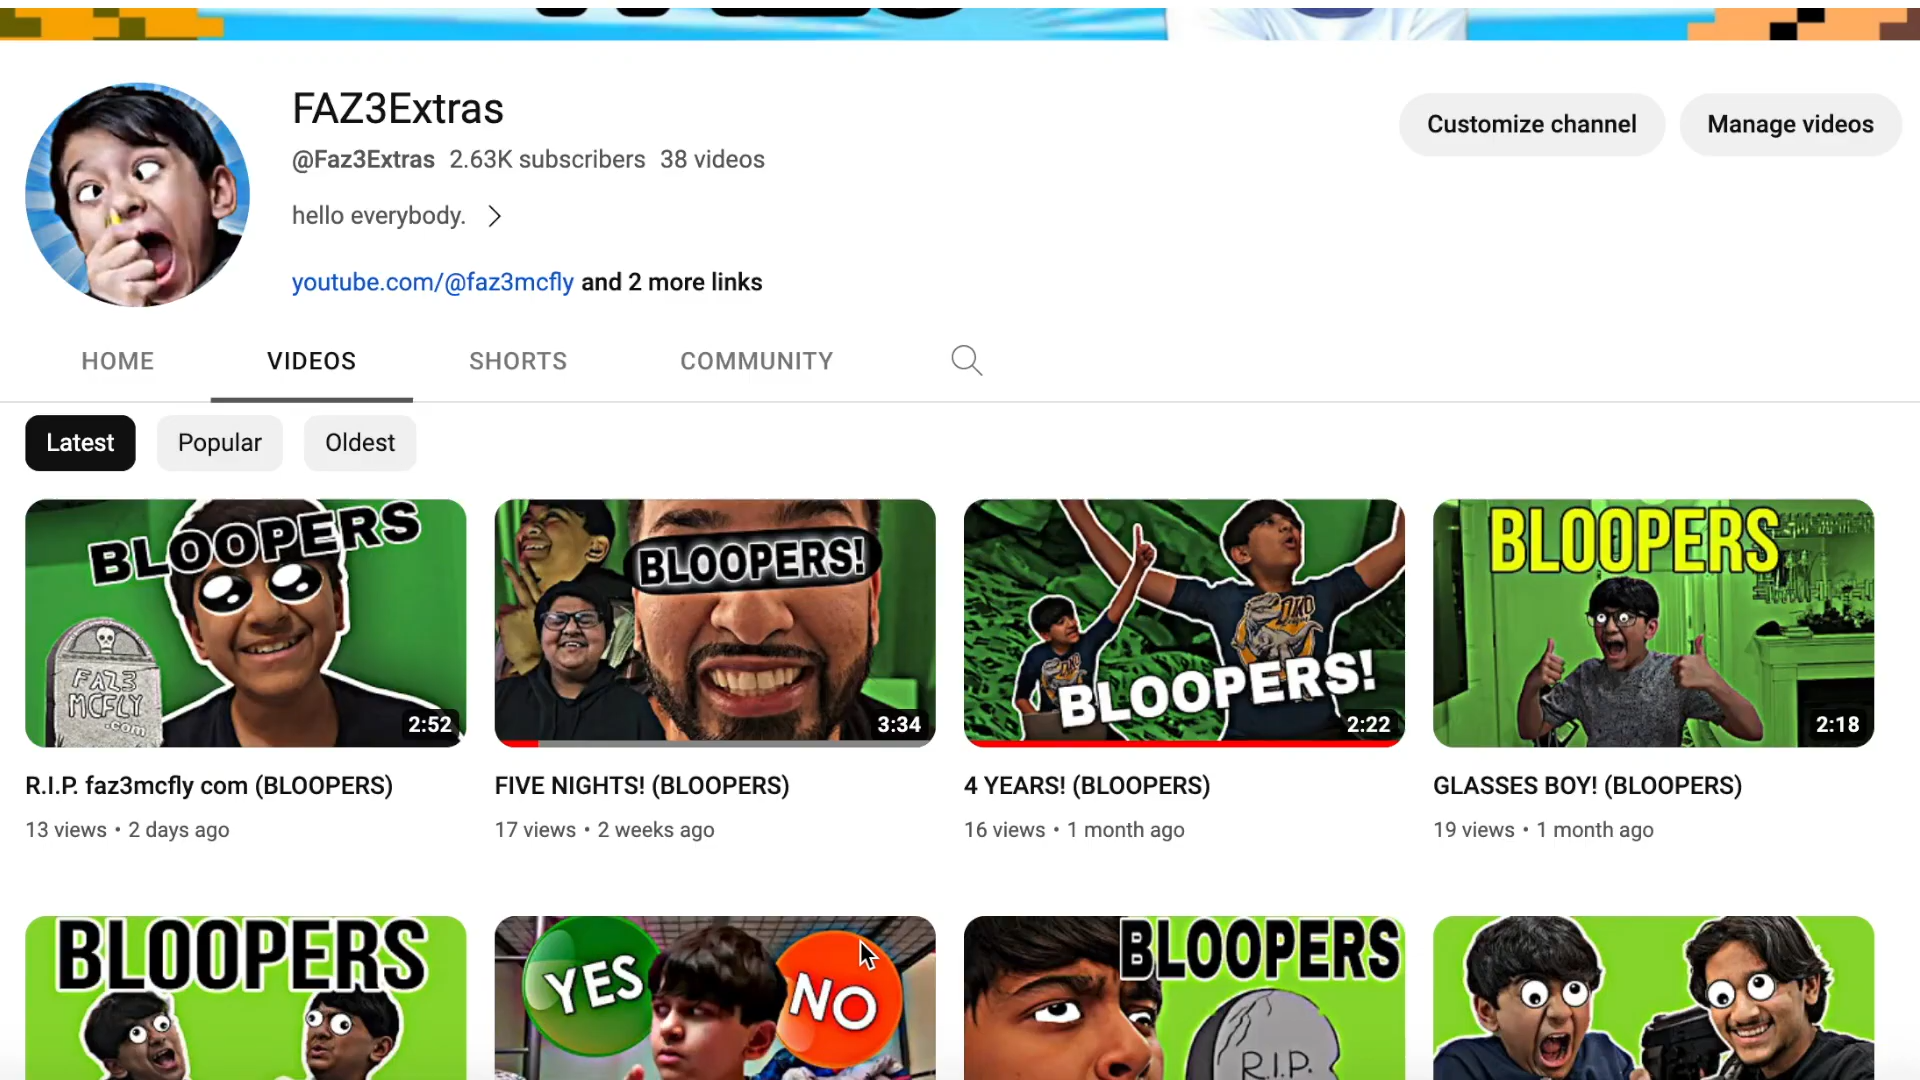 FAZ3Extras
Customize channel
Manage videos
@Faz3Extras 2.63K subscribers 38 videos
hello everybody.
youtube.com/@faz3mcfly and 2 more links
HOME
VIDEOS
SHORTS
COMMUNITY
Latest
Popular
Oldest
BLOOPERS
FAZ3
MCFLY
.com
2:52
BLOOPERS!
3:34
BLOOPERS!
2:22
BLOOPERS
2:18
R.I.P. faz3mcfly com (BLOOPERS)
FIVE NIGHTS! (BLOOPERS)
4 YEARS! (BLOOPERS)
GLASSES BOY! (BLOOPERS)
13 views • 2 days ago
17 views • 2 weeks ago
16 views • 1 month ago
19 views • 1 month ago
BLOOPERS
YES
NO
BLOOPERS
R.I.P.